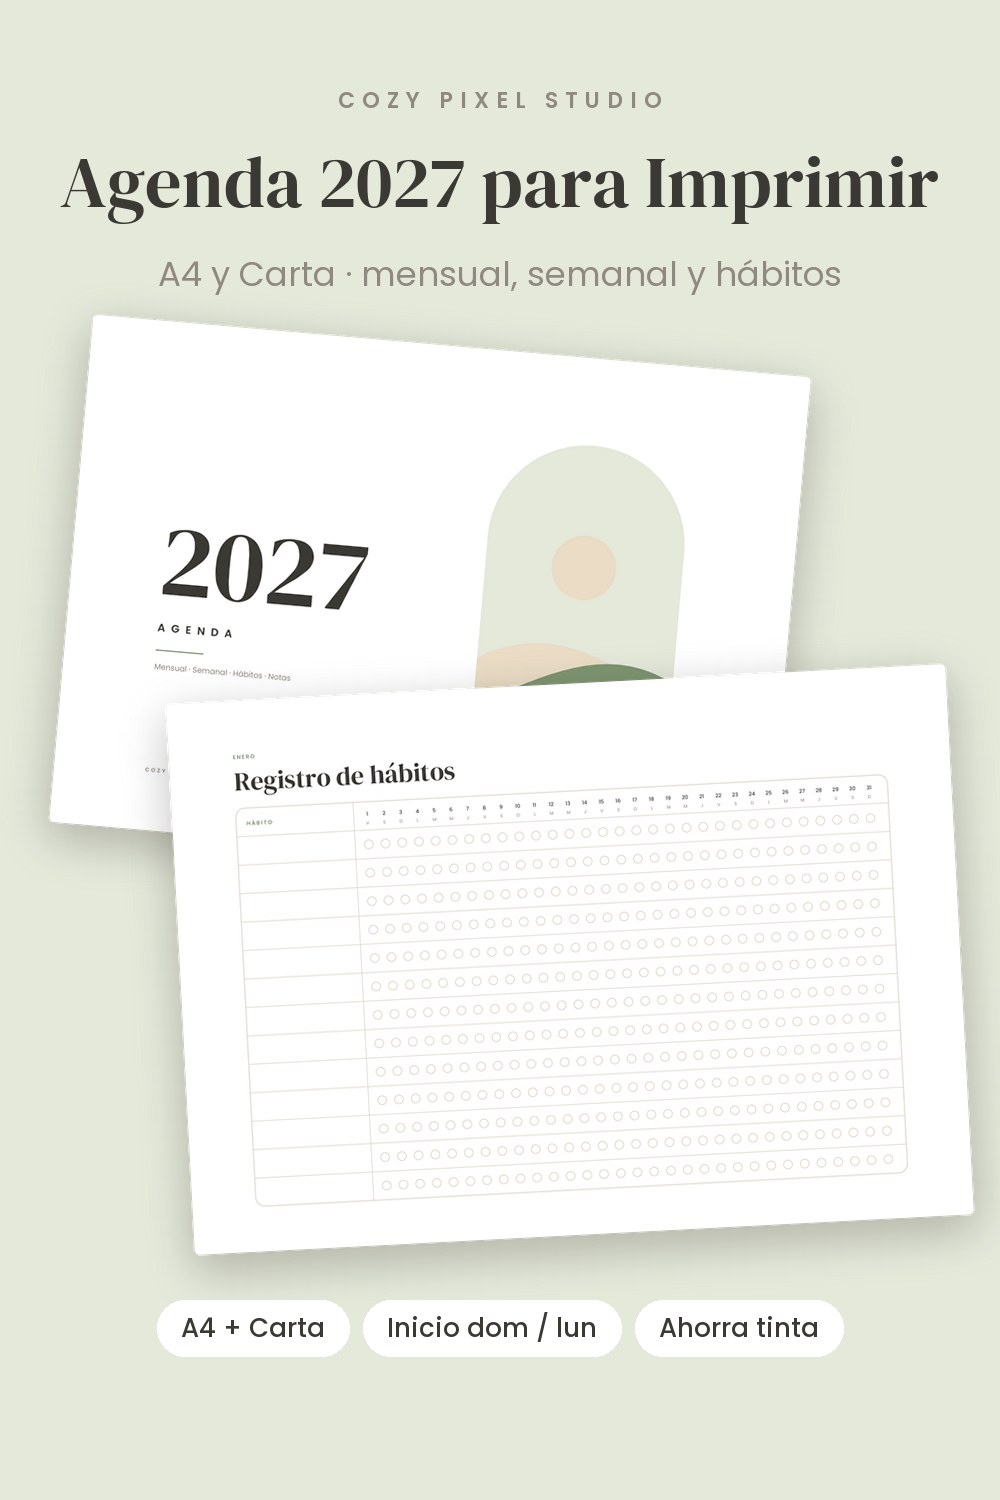 COZY PIXEL STUDIO
Agenda 2027 para Imprimir
A4 y Carta · mensual, semanal y hábitos
2027
AGENDA
Mensual · Semanal · Hábitos · Notas
COZY
ENERO
Registro de hábitos
HÁBITO
1 2 3 4 5 6 7 8 9 10 11 12 13 14 15 16 17 18 19 20 21 22 23 24 25 26 27 28 29 30 31
V S D L M M J V S D L M M J V S D L M M J V S D L M M J V S D
A4 + Carta
Inicio dom / lun
Ahorra tinta